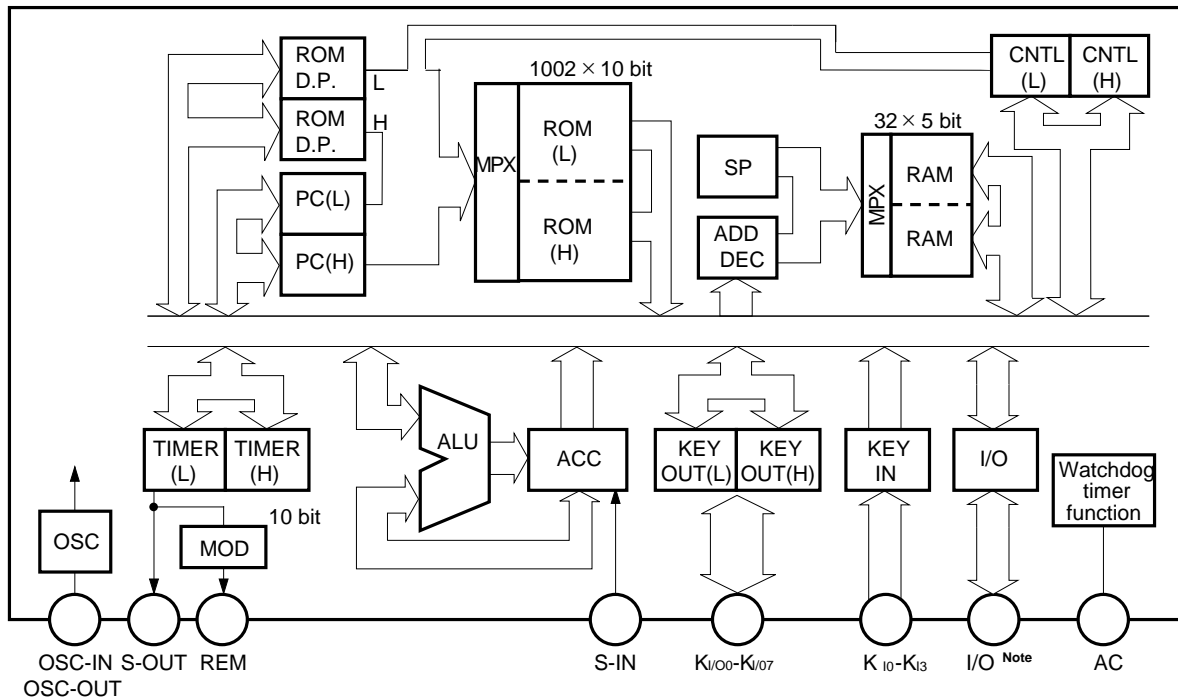 ROM
D.P.
L
ROM
D.P.
H
PC(L)
PC(H)
1002 × 10 bit
MPX
ROM
(L)
ROM
(H)
SP
ADD
DEC
32 × 5 bit
MPX
RAM
RAM
CNTL
(L)
CNTL
(H)
TIMER
(L)
TIMER
(H)
10 bit
OSC
MOD
ALU
ACC
KEY
OUT(L)
KEY
OUT(H)
KEY
IN
I/O
Watchdog
timer
function
OSC-IN
OSC-OUT
S-OUT
REM
S-IN
KI/O0-KI/07
K I0-KI3
I/O Note
AC